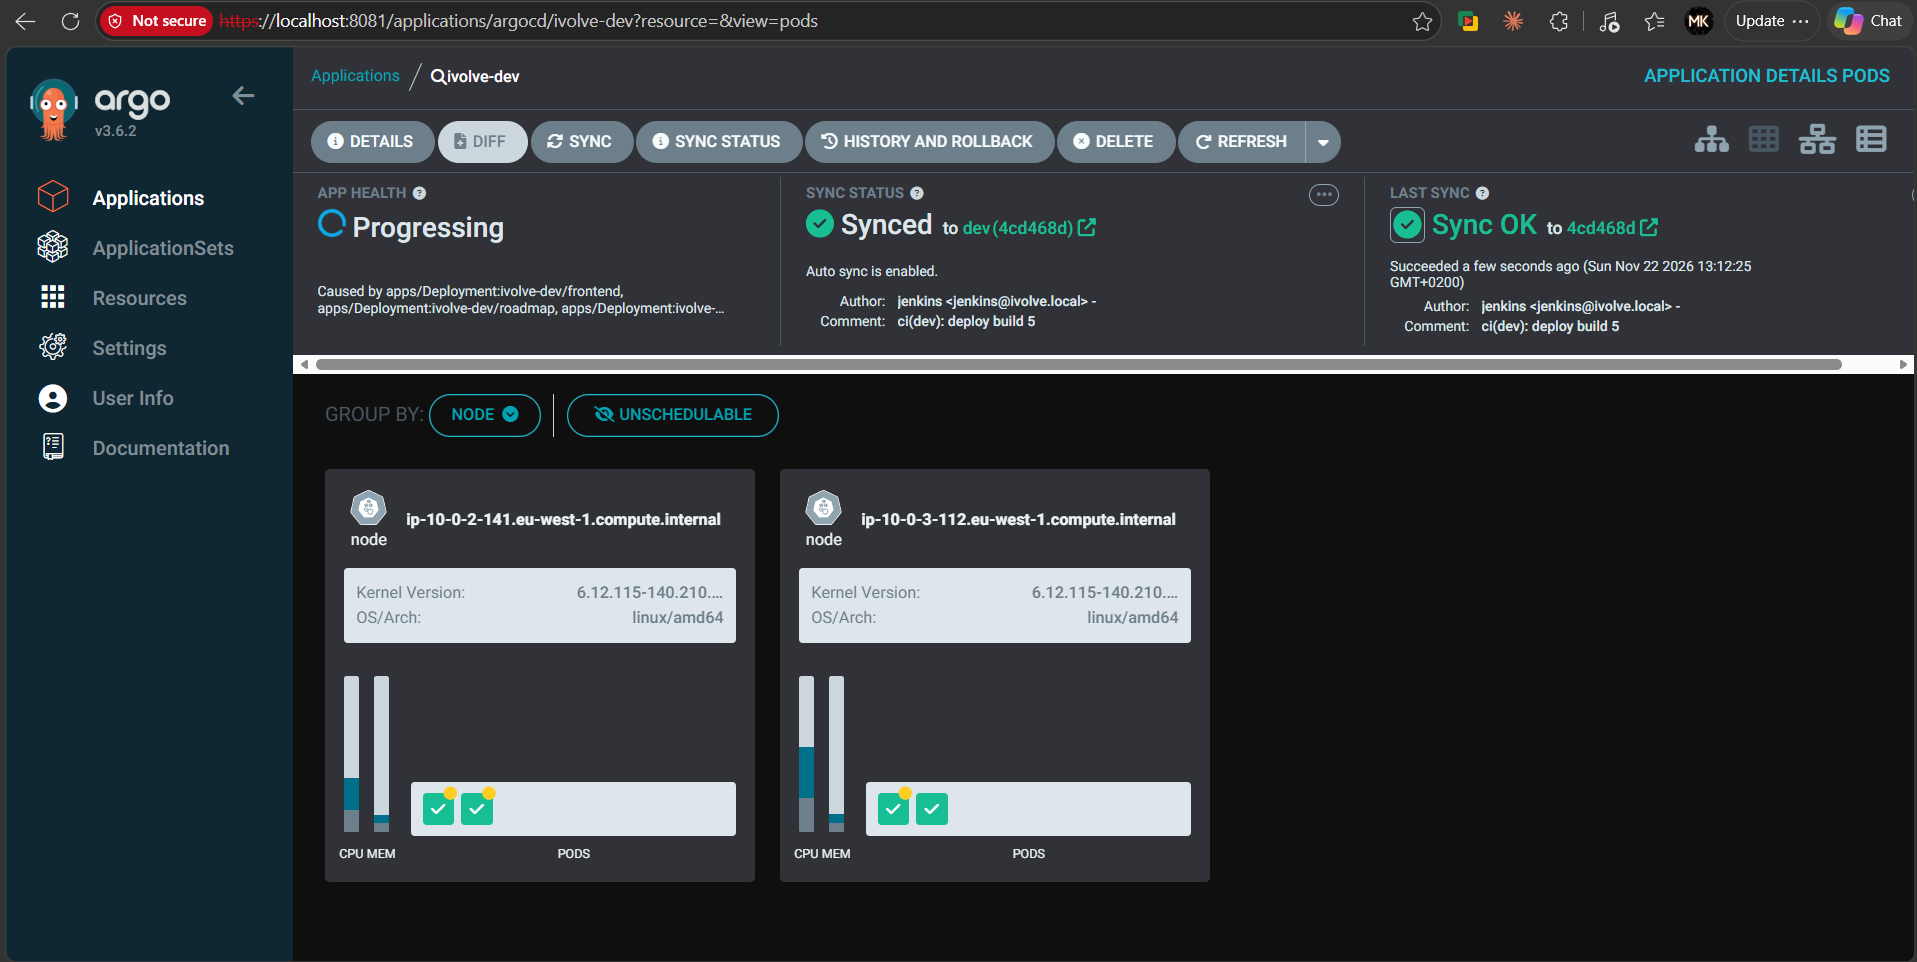 Not secure https://localhost:8081/applications/argocd/ivolve-dev?resource=&view=pods
MK
Update
Chat
argo
v3.6.2
Applications
ApplicationSets
Resources
Settings
User Info
Documentation
Applications / ivolve-dev
APPLICATION DETAILS PODS
DETAILS
DIFF
SYNC
SYNC STATUS
HISTORY AND ROLLBACK
DELETE
REFRESH
APP HEALTH
Progressing
Caused by apps/Deployment:ivolve-dev/frontend,
apps/Deployment:ivolve-dev/roadmap, apps/Deployment:ivolve-...
SYNC STATUS
Synced to dev (4cd468d)
Auto sync is enabled.
Author: jenkins <jenkins@ivolve.local> -
Comment: ci(dev): deploy build 5
LAST SYNC
Sync OK to 4cd468d
Succeeded a few seconds ago (Sun Nov 22 2026 13:12:25
GMT+0200)
Author: jenkins <jenkins@ivolve.local> -
Comment: ci(dev): deploy build 5
GROUP BY: NODE
UNSCHEDULABLE
ip-10-0-2-141.eu-west-1.compute.internal
node
Kernel Version: 6.12.115-140.210....
OS/Arch: linux/amd64
CPU MEM
PODS
ip-10-0-3-112.eu-west-1.compute.internal
node
Kernel Version: 6.12.115-140.210....
OS/Arch: linux/amd64
CPU MEM
PODS